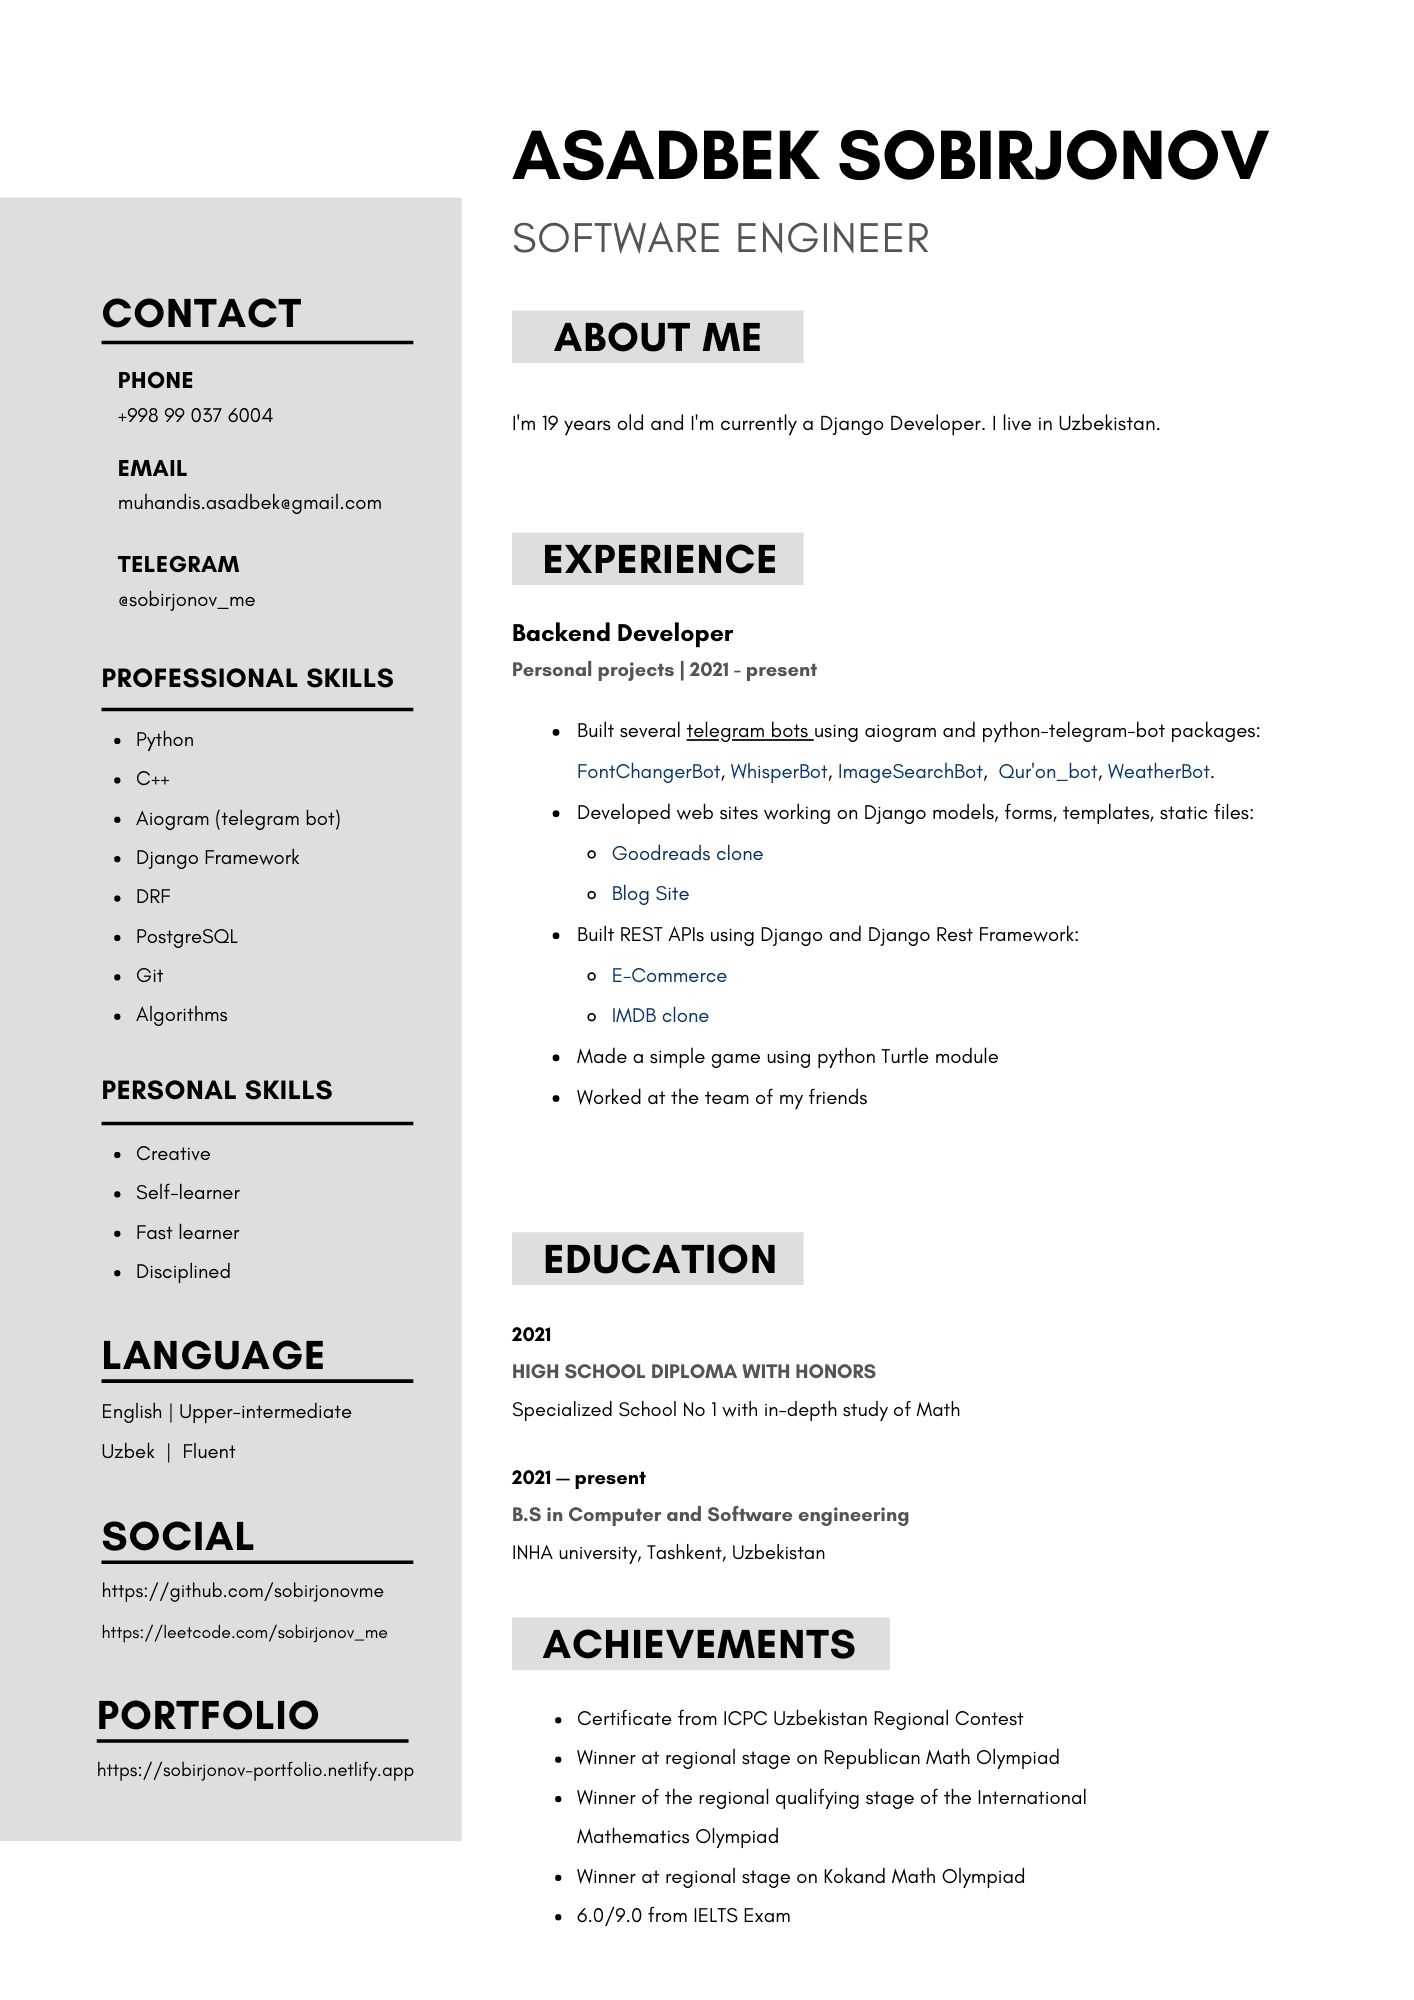 ASADBEK SOBIRJONOV
SOFTWARE ENGINEER
CONTACT
PHONE
+998 99 037 6004
EMAIL
muhandis.asadbek@gmail.com
TELEGRAM
@sobirjonov_me
PROFESSIONAL SKILLS
• Python
• C++
• Aiogram (telegram bot)
• Django Framework
• DRF
• PostgreSQL
• Git
• Algorithms
PERSONAL SKILLS
• Creative
• Self-learner
• Fast learner
• Disciplined
LANGUAGE
English | Upper-intermediate
Uzbek | Fluent
SOCIAL
https://github.com/sobirjonovme
https://leetcode.com/sobirjonov_me
PORTFOLIO
https://sobirjonov-portfolio.netlify.app
ABOUT ME
I'm 19 years old and I'm currently a Django Developer. I live in Uzbekistan.
EXPERIENCE
Backend Developer
Personal projects | 2021 - present
• Built several telegram bots using aiogram and python-telegram-bot packages:
FontChangerBot, WhisperBot, ImageSearchBot, Qur'on_bot, WeatherBot.
• Developed web sites working on Django models, forms, templates, static files:
◦ Goodreads clone
◦ Blog Site
• Built REST APIs using Django and Django Rest Framework:
◦ E-Commerce
◦ IMDB clone
• Made a simple game using python Turtle module
• Worked at the team of my friends
EDUCATION
2021
HIGH SCHOOL DIPLOMA WITH HONORS
Specialized School No 1 with in-depth study of Math
2021 — present
B.S in Computer and Software engineering
INHA university, Tashkent, Uzbekistan
ACHIEVEMENTS
• Certificate from ICPC Uzbekistan Regional Contest
• Winner at regional stage on Republican Math Olympiad
• Winner of the regional qualifying stage of the International
Mathematics Olympiad
• Winner at regional stage on Kokand Math Olympiad
• 6.0/9.0 from IELTS Exam